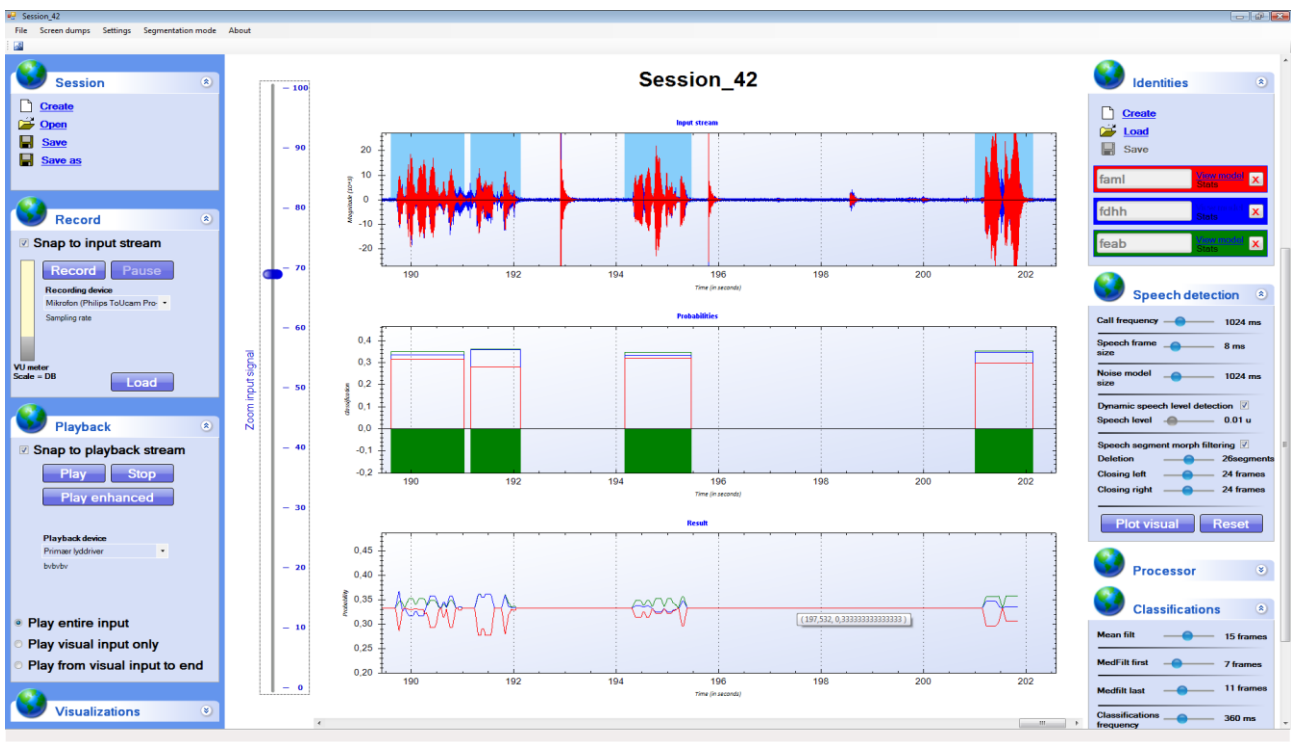 Session_42
File Screen dumps Settings Segmentation mode About
Session
Create
Open
Save
Save as
Record
Snap to input stream
Record Pause
Recording device
Mikrofon (Philips ToUcam Pro-
Sampling rate
VU meter
Scale = DB
Load
Playback
Snap to playback stream
Play Stop
Play enhanced
Playback device
Primær lyddriver
bvbvbv
Play entire input
Play visual input only
Play from visual input to end
Visualizations
Zoom input signal
100
90
80
70
60
50
40
30
20
10
0
Session_42
Input stream
Magnitude (10^3)
20
10
0
-10
-20
190 192 194 196 198 200 202
Time (in seconds)
Probabilities
classification
0,4
0,3
0,2
0,1
0,0
-0,1
-0,2
190 192 194 196 198 200 202
Time (in seconds)
Result
Probability
0,45
0,40
0,35
0,30
0,25
0,20
( 197,532, 0,333333333333333 )
190 192 194 196 198 200 202
Time (in seconds)
Identities
Create
Load
Save
faml View model
Stats
fdhh View model
Stats
feab View model
Stats
Speech detection
Call frequency 1024 ms
Speech frame
size 8 ms
Noise model
size 1024 ms
Dynamic speech level detection
Speech level 0.01 u
Speech segment morph filtering
Deletion 26segments
Closing left 24 frames
Closing right 24 frames
Plot visual Reset
Processor
Classifications
Mean filt 15 frames
MedFilt first 7 frames
Medfilt last 11 frames
Classifications
frequency 360 ms